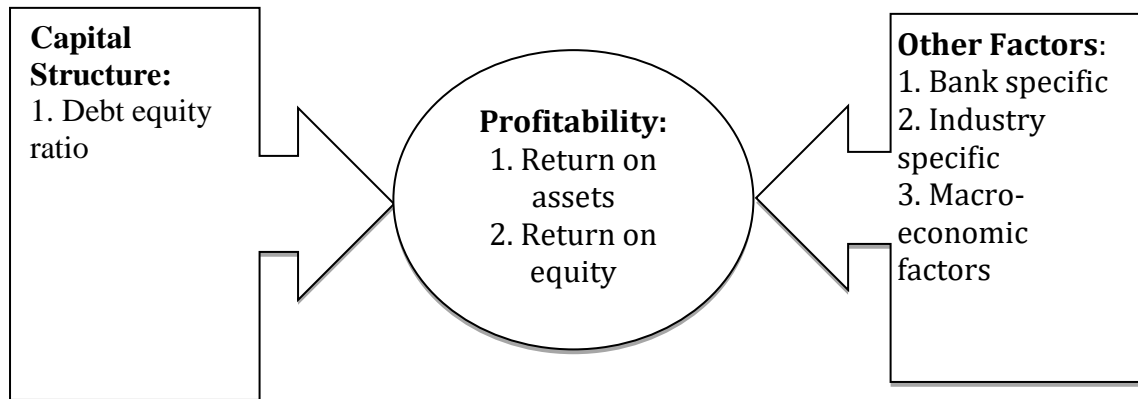 Capital
Structure:
1. Debt equity
ratio
Profitability:
1. Return on
assets
2. Return on
equity
Other Factors:
1. Bank specific
2. Industry
specific
3. Macro-
economic
factors